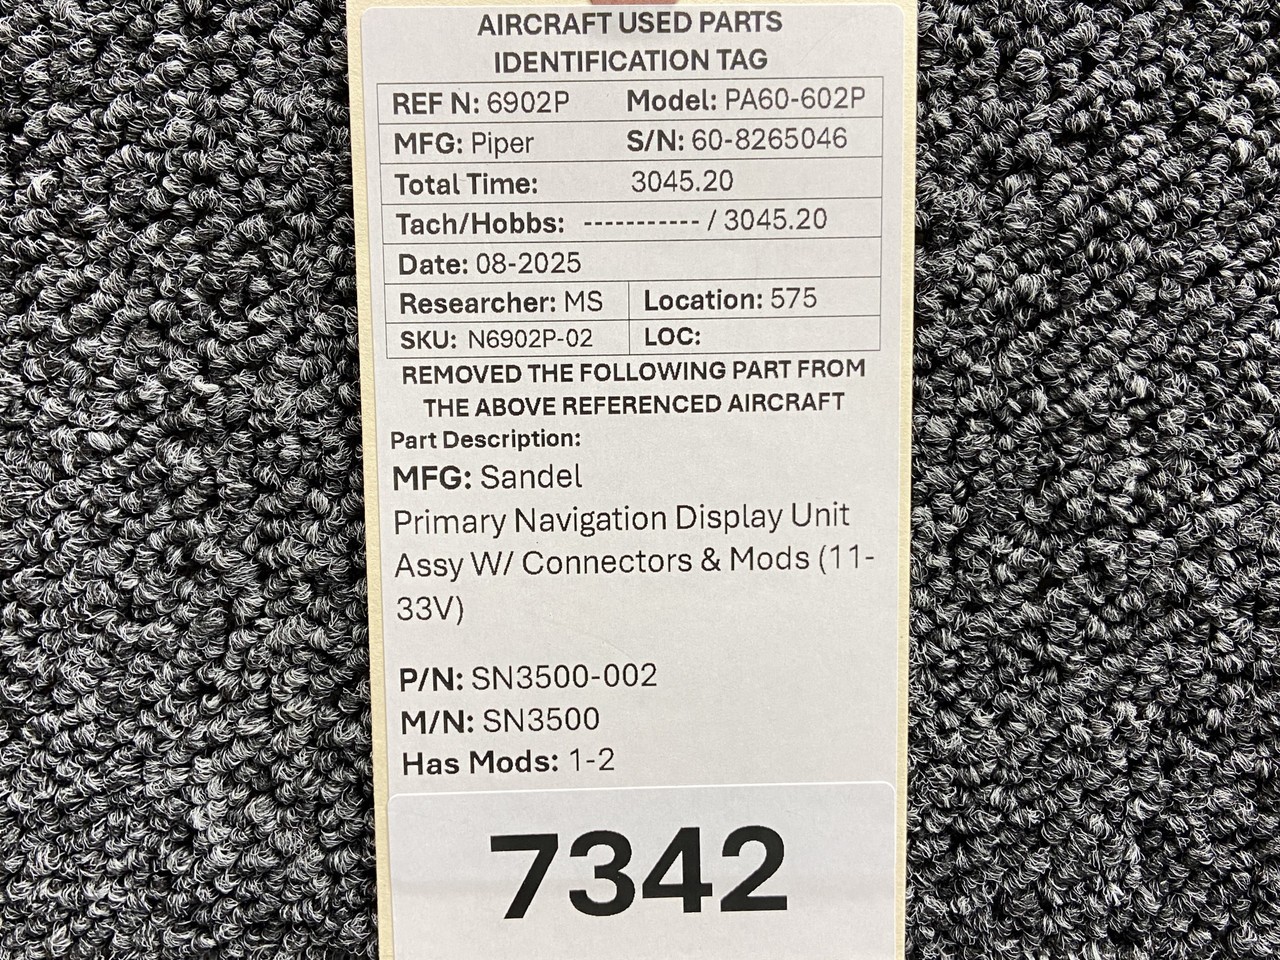 AIRCRAFT USED PARTS
IDENTIFICATION TAG
REF N: 6902P Model: PA60-602P
MFG: Piper S/N: 60-8265046
Total Time: 3045.20
Tach/Hobbs: ----------- / 3045.20
Date: 08-2025
Researcher: MS Location: 575
SKU: N6902P-02 LOC:
REMOVED THE FOLLOWING PART FROM
THE ABOVE REFERENCED AIRCRAFT
Part Description:
MFG: Sandel
Primary Navigation Display Unit
Assy W/ Connectors & Mods (11-
33V)
P/N: SN3500-002
M/N: SN3500
Has Mods: 1-2
7342